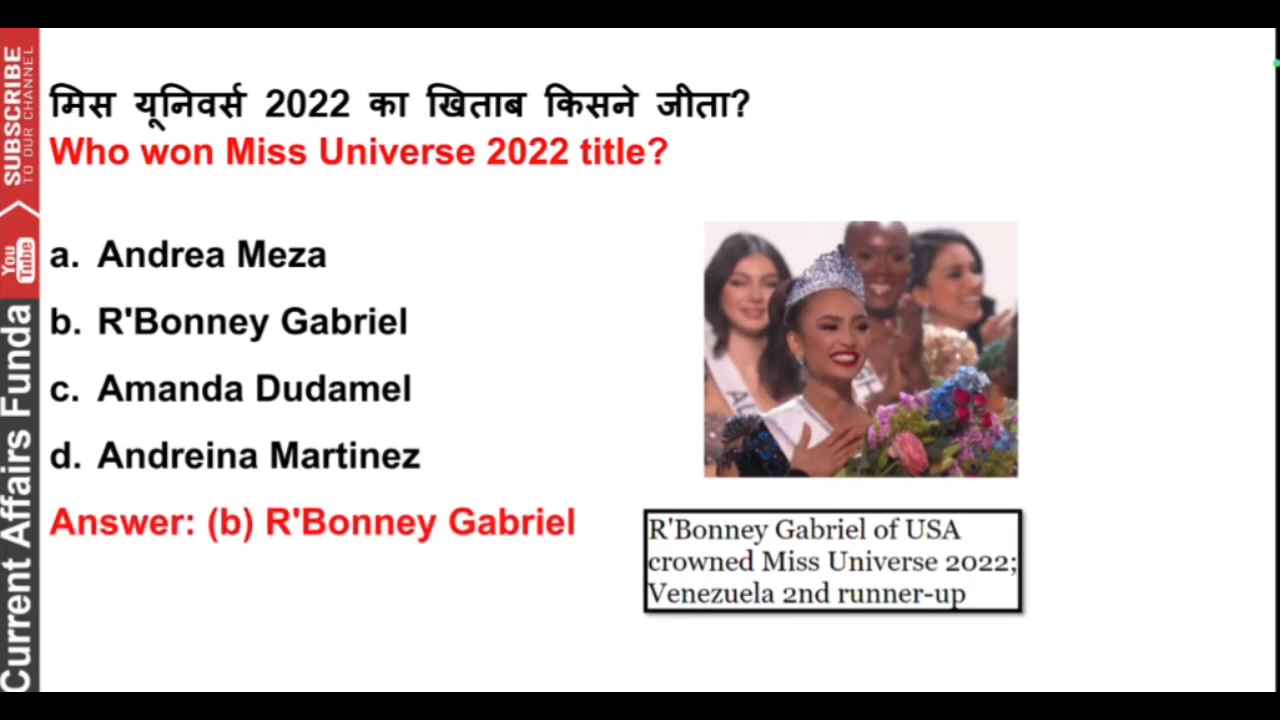 मिस यूनिवर्स 2022 का खिताब किसने जीता?
Who won Miss Universe 2022 title?
a. Andrea Meza
b. R'Bonney Gabriel
c. Amanda Dudamel
d. Andreina Martinez
Answer: (b) R'Bonney Gabriel
R'Bonney Gabriel of USA
crowned Miss Universe 2022;
Venezuela 2nd runner-up
SUBSCRIBE
TO OUR CHANNEL
You
Tube
Current Affairs Funda